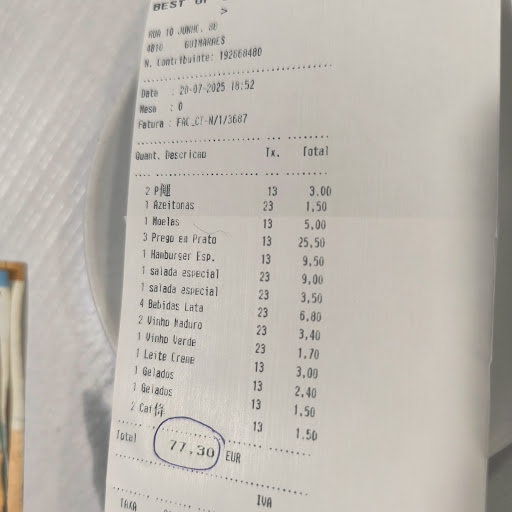 BEST OF
S
RUA 10 JUNHO, 80
4810 GUIMARAES
N. Contribuinte: 192668480
Date : 20-07-2025 18:52
Mesa : 0
Fatura : FAC_CT-N/1/3687
Quant. Descricao Tx. Total
2 P 13 3.00
1 Azeitonas 23 1,50
1 Moelas 13 5,00
3 Prego en Prato 13 25,50
1 Hamburger Esp. 13 9,50
1 salada especial 23 9,00
1 salada especial 23 3,50
4 Bebidas Lata 23 6,80
2 Vinho Maduro 23 3,40
1 Vinho Verde 23 1,70
1 Leite Creme 13 3,00
1 Gelados 13 2,40
1 Gelados 13 1,50
2 Caf 13 1.50
Total 77,30 EUR
IVA
TAXA